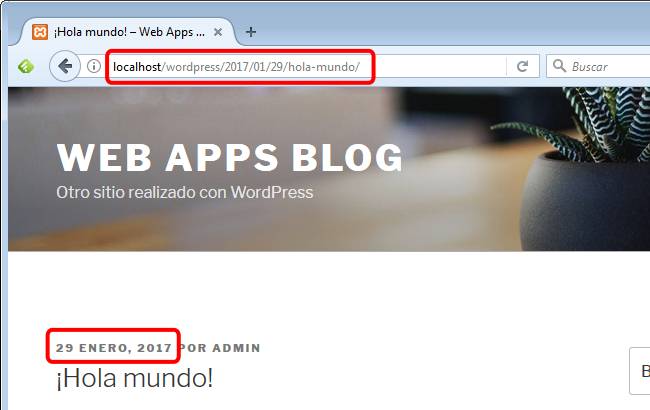 ¡Hola mundo! – Web Apps ...
localhost/wordpress/2017/01/29/hola-mundo/
Buscar
WEB APPS BLOG
Otro sitio realizado con WordPress
29 ENERO, 2017 POR ADMIN
¡Hola mundo!
B